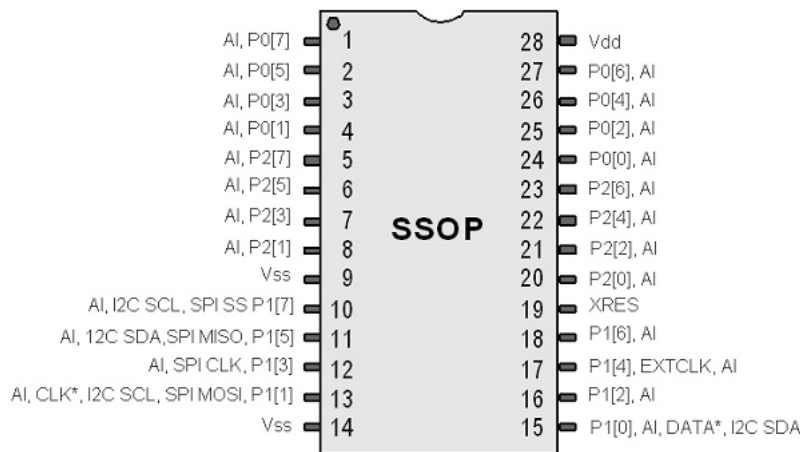 AI, P0[7] 1 28 Vdd
AI, P0[5] 2 27 P0[6], AI
AI, P0[3] 3 26 P0[4], AI
AI, P0[1] 4 25 P0[2], AI
AI, P2[7] 5 24 P0[0], AI
AI, P2[5] 6 23 P2[6], AI
AI, P2[3] 7 22 P2[4], AI
SSOP
AI, P2[1] 8 21 P2[2], AI
Vss 9 20 P2[0], AI
AI, I2C SCL, SPI SS P1[7] 10 19 XRES
AI, 12C SDA,SPI MISO, P1[5] 11 18 P1[6], AI
AI, SPI CLK, P1[3] 12 17 P1[4], EXTCLK, AI
AI, CLK*, I2C SCL, SPI MOSI, P1[1] 13 16 P1[2], AI
Vss 14 15 P1[0], AI, DATA*, I2C SDA